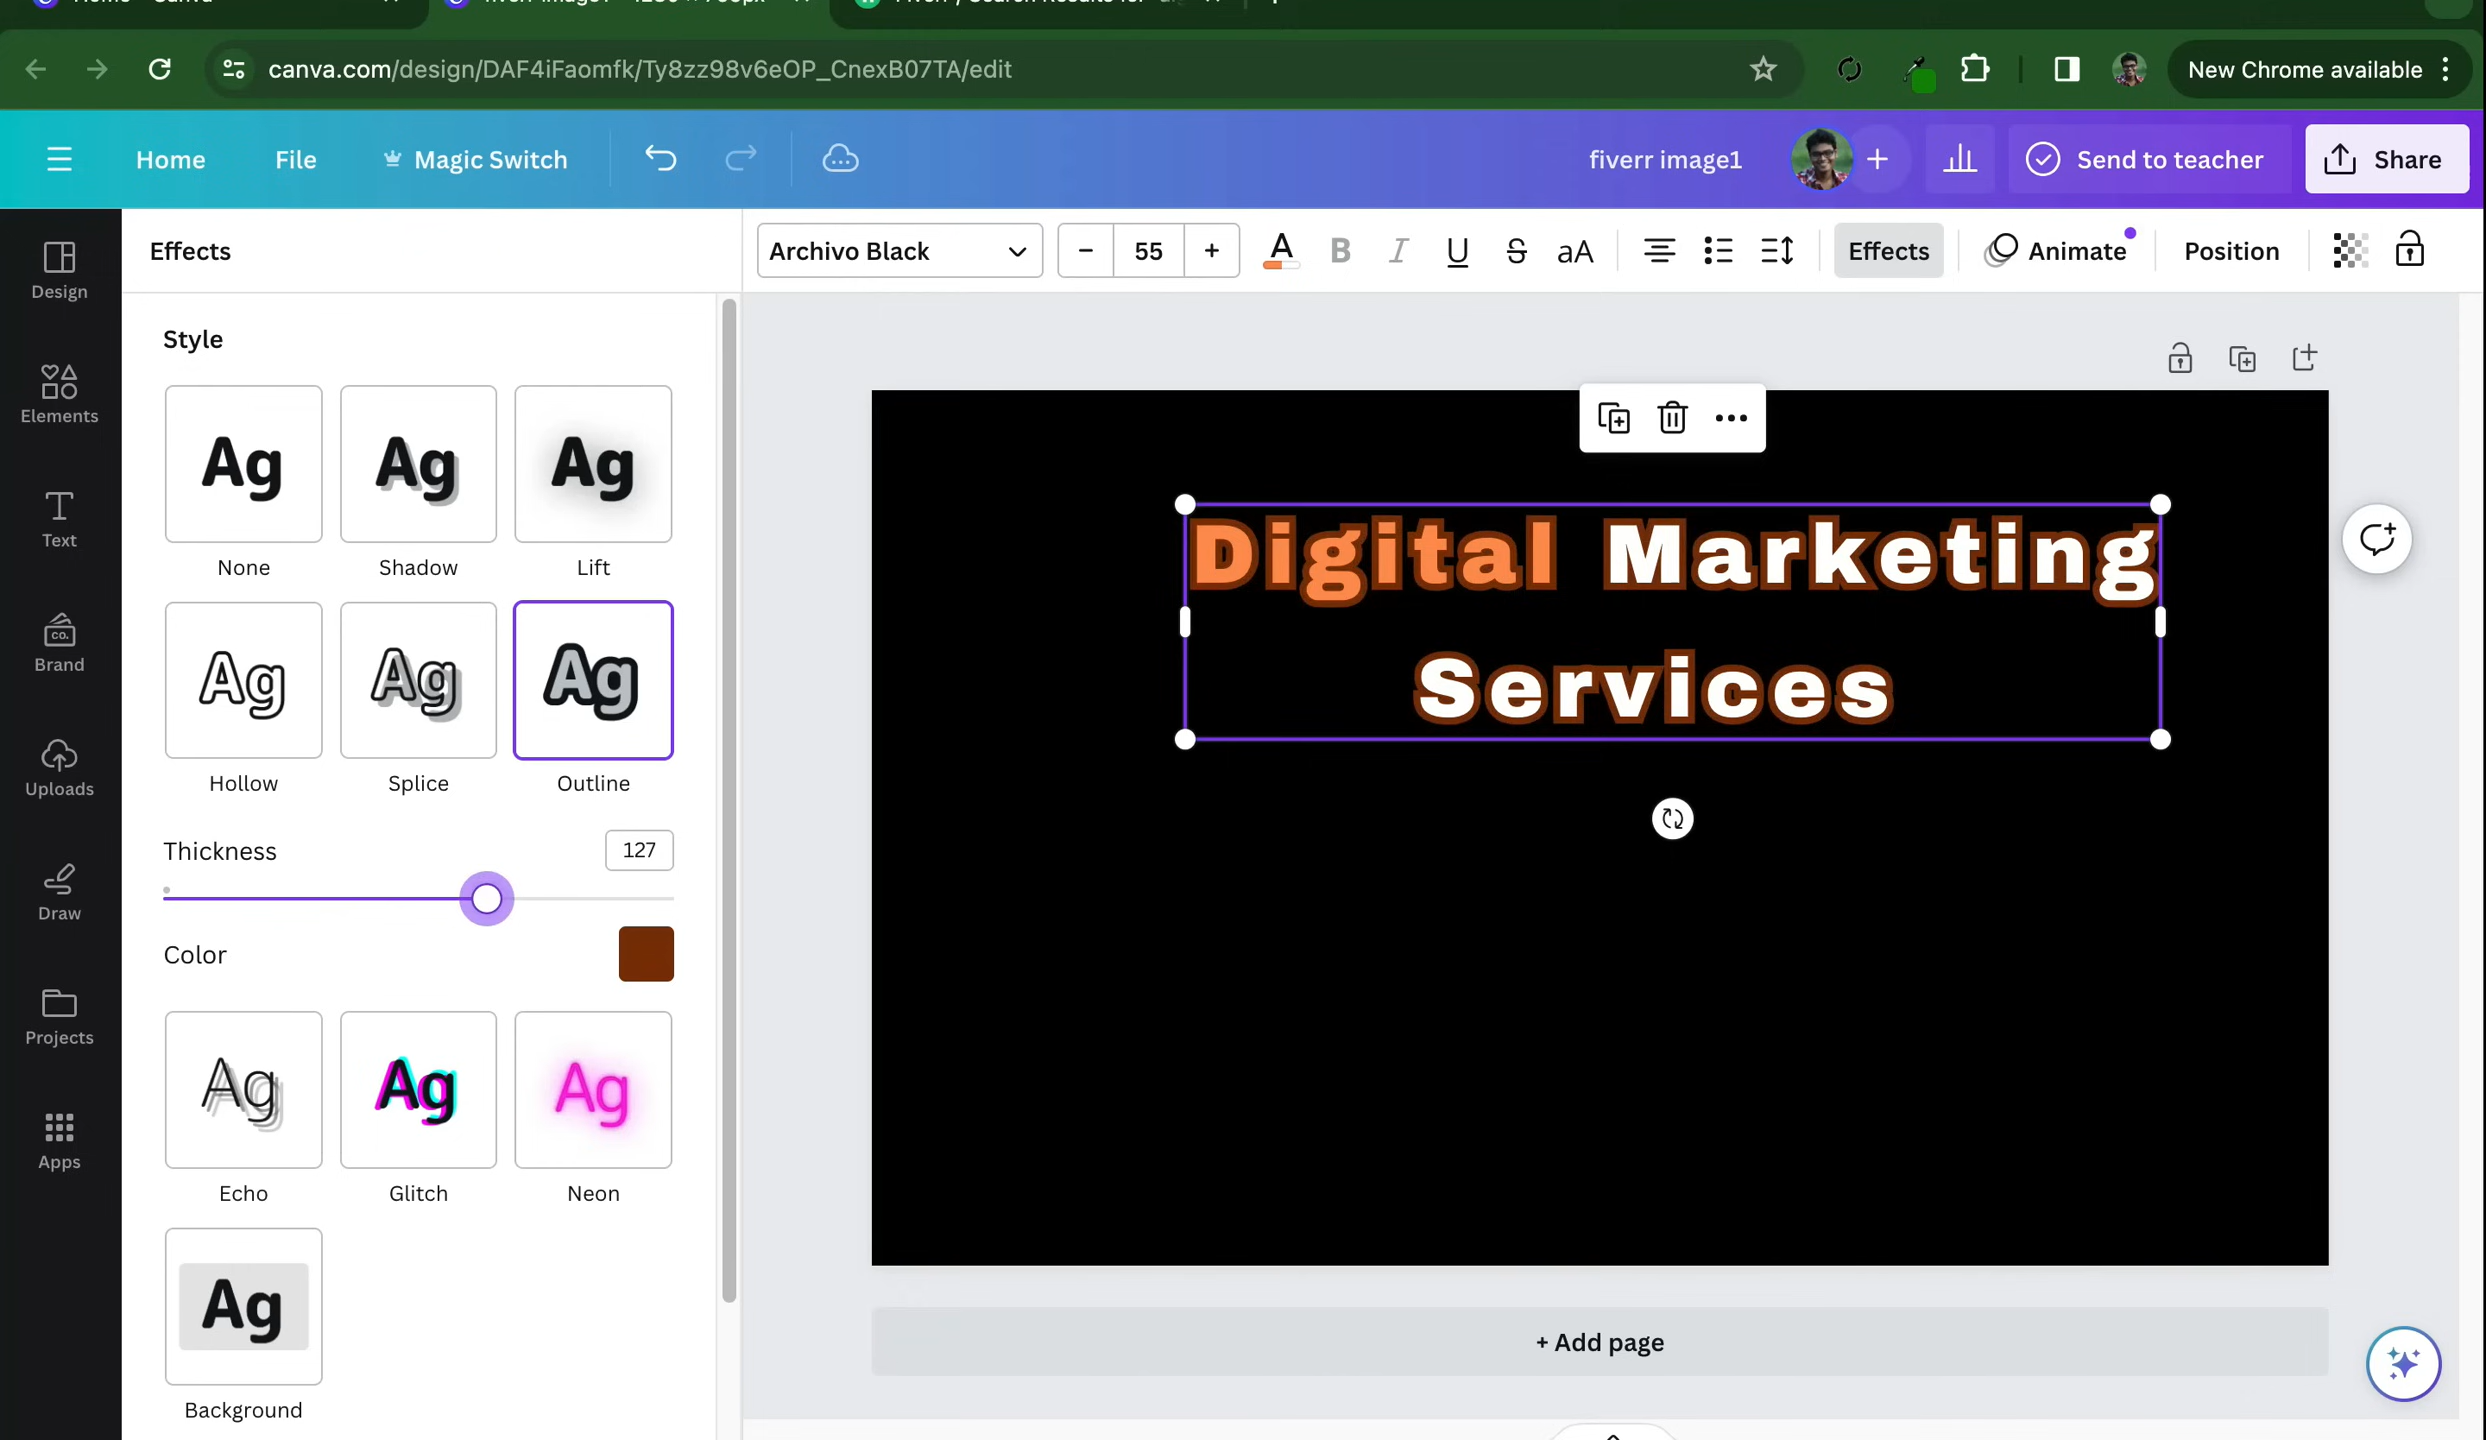 canva.com/design/DAF4iFaomfk/Ty8zz98v6eOP_CnexB07TA/edit
New Chrome available
Home
File
Magic Switch
fiverr image1
Send to teacher
Share
Effects
Archivo Black
− 55 +
A B I U S aA
Effects
Animate
Position
Design
Elements
Text
co.
Brand
Uploads
Draw
Projects
Apps
Style
Ag Ag Ag
None Shadow Lift
Ag Ag Ag
Hollow Splice Outline
Thickness 127
Color
Ag Ag Ag
Echo Glitch Neon
Ag
Background
Digital Marketing
Services
+ Add page